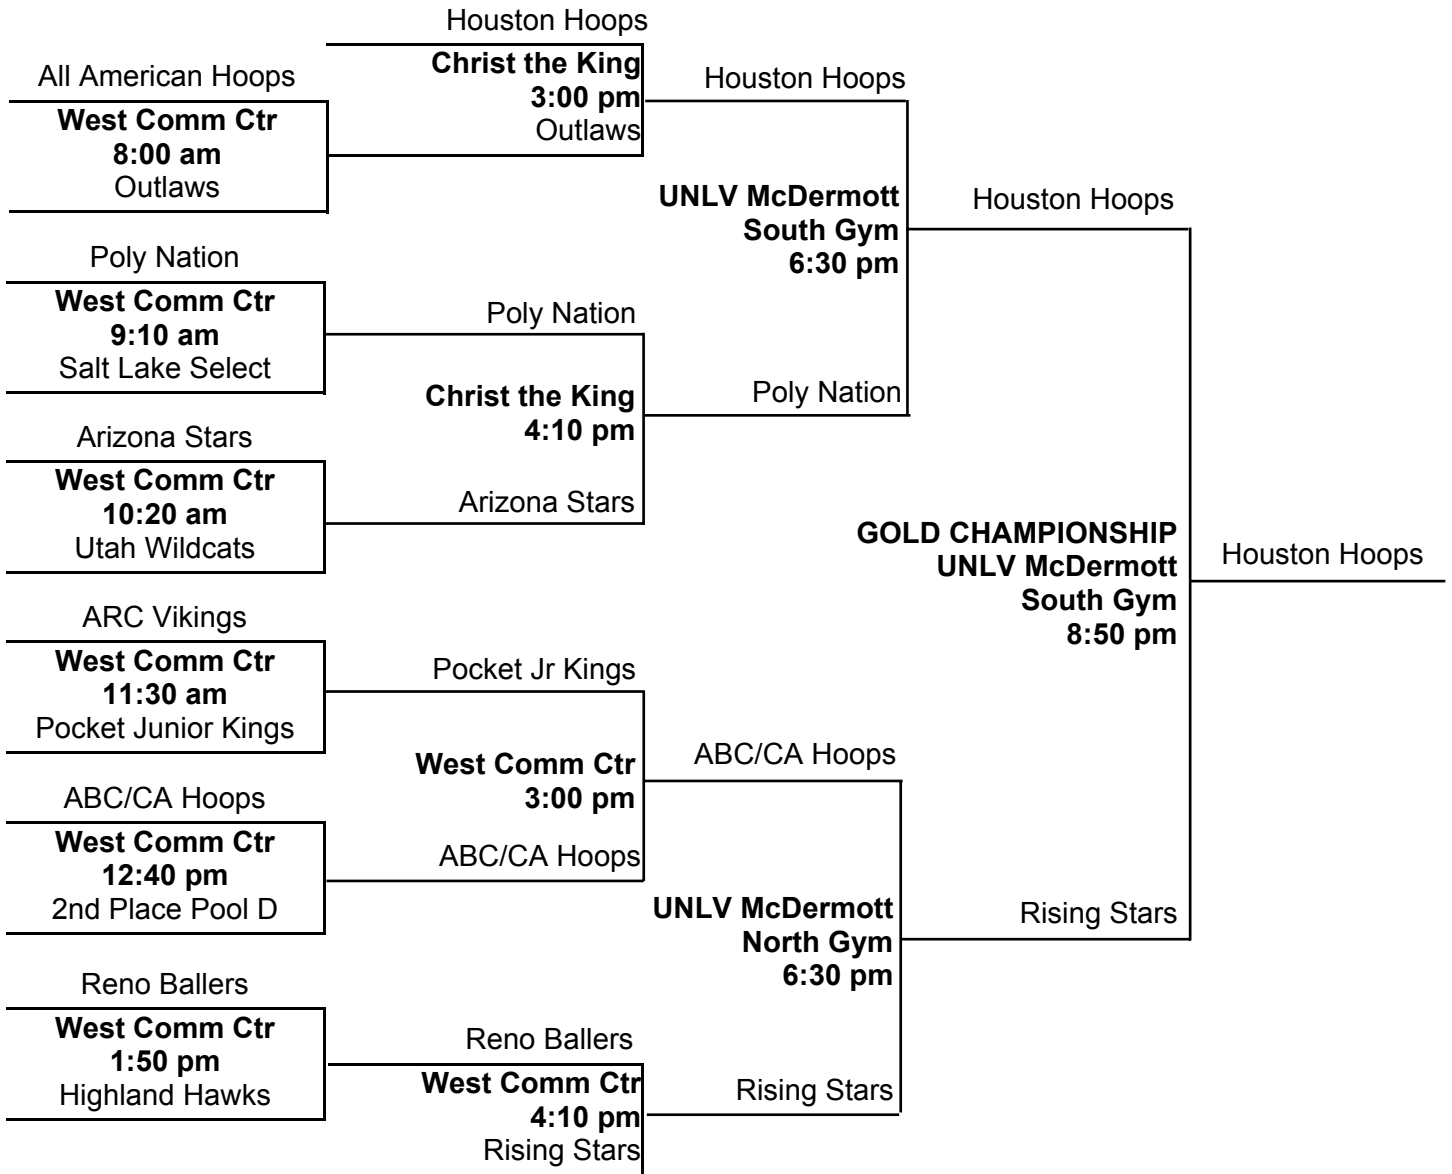 Houston Hoops
All American Hoops
Christ the King
3:00 pm
Outlaws
Houston Hoops
West Comm Ctr
8:00 am
Outlaws
UNLV McDermott
South Gym
6:30 pm
Houston Hoops
Poly Nation
West Comm Ctr
9:10 am
Salt Lake Select
Poly Nation
Christ the King
4:10 pm
Poly Nation
Arizona Stars
West Comm Ctr
10:20 am
Utah Wildcats
Arizona Stars
GOLD CHAMPIONSHIP
UNLV McDermott
South Gym
8:50 pm
Houston Hoops
ARC Vikings
West Comm Ctr
11:30 am
Pocket Junior Kings
Pocket Jr Kings
West Comm Ctr
3:00 pm
ABC/CA Hoops
ABC/CA Hoops
West Comm Ctr
12:40 pm
2nd Place Pool D
ABC/CA Hoops
UNLV McDermott
North Gym
6:30 pm
Rising Stars
Reno Ballers
West Comm Ctr
1:50 pm
Highland Hawks
Reno Ballers
West Comm Ctr
4:10 pm
Rising Stars
Rising Stars